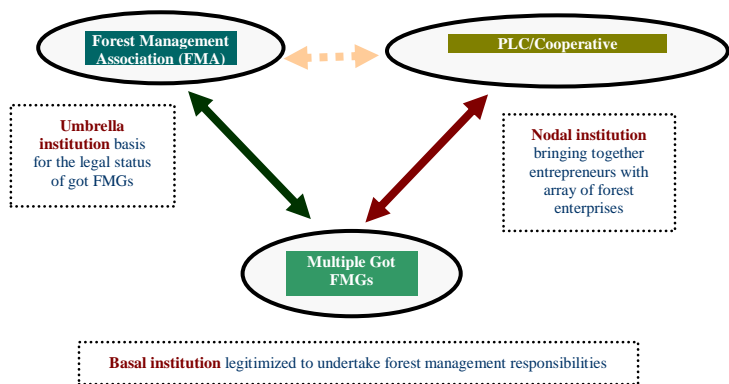 Forest Management
Association (FMA)
PLC/Cooperative
Umbrella
institution basis
for the legal status
of got FMGs
Nodal institution
bringing together
entrepreneurs with
array of forest
enterprises
Multiple Got
FMGs
Basal institution legitimized to undertake forest management responsibilities